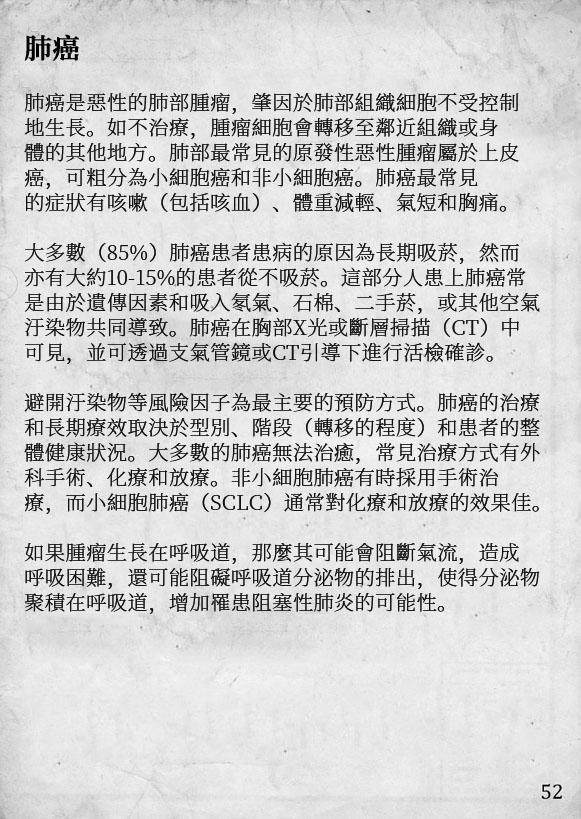 肺癌
肺癌是惡性的肺部腫瘤，肇因於肺部組織細胞不受控制
地生長。如不治療，腫瘤細胞會轉移至鄰近組織或身
體的其他地方。肺部最常見的原發性惡性腫瘤屬於上皮
癌，可粗分為小細胞癌和非小細胞癌。肺癌最常見
的症狀有咳嗽（包括咳血）、體重減輕、氣短和胸痛。
大多數（85%）肺癌患者患病的原因為長期吸菸，然而
亦有大約10-15%的患者從不吸菸。這部分人患上肺癌常
是由於遺傳因素和吸入氡氣、石棉、二手菸，或其他空氣
汙染物共同導致。肺癌在胸部X光或斷層掃描（CT）中
可見，並可透過支氣管鏡或CT引導下進行活檢確診。
避開汙染物等風險因子為最主要的預防方式。肺癌的治療
和長期療效取決於型別、階段（轉移的程度）和患者的整
體健康狀況。大多數的肺癌無法治癒，常見治療方式有外
科手術、化療和放療。非小細胞肺癌有時採用手術治
療，而小細胞肺癌（SCLC）通常對化療和放療的效果佳。
如果腫瘤生長在呼吸道，那麼其可能會阻斷氣流，造成
呼吸困難，還可能阻礙呼吸道分泌物的排出，使得分泌物
聚積在呼吸道，增加罹患阻塞性肺炎的可能性。
52